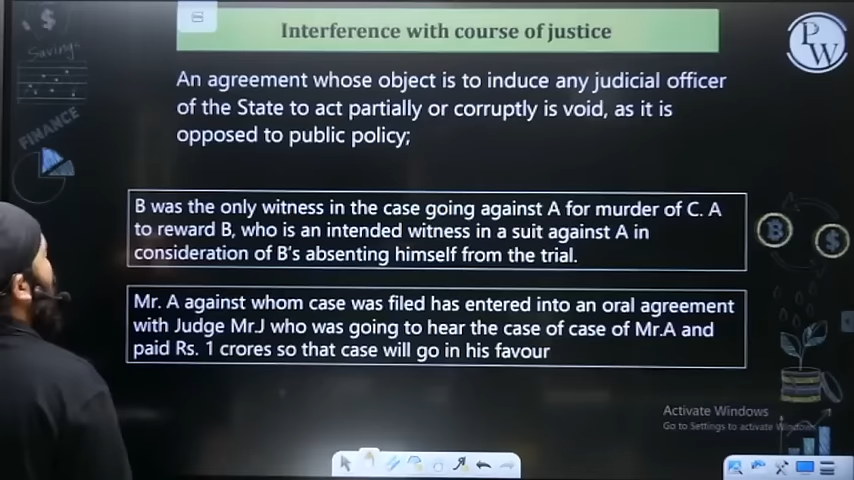 Interference with course of justice
Savings
PW
An agreement whose object is to induce any judicial officer
of the State to act partially or corruptly is void, as it is
opposed to public policy;
FINANCE
B was the only witness in the case going against A for murder of C. A
to reward B, who is an intended witness in a suit against A in
consideration of B's absenting himself from the trial.
Mr. A against whom case was filed has entered into an oral agreement
with Judge Mr.J who was going to hear the case of case of Mr.A and
paid Rs. 1 crores so that case will go in his favour
Activate Windows
Go to Settings to activate Windows.